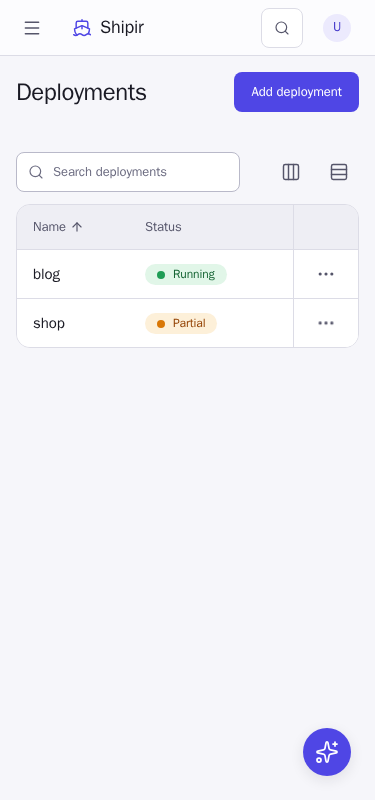 Shipir
U
Deployments
Add deployment
Search deployments
Name Status
blog Running
shop Partial